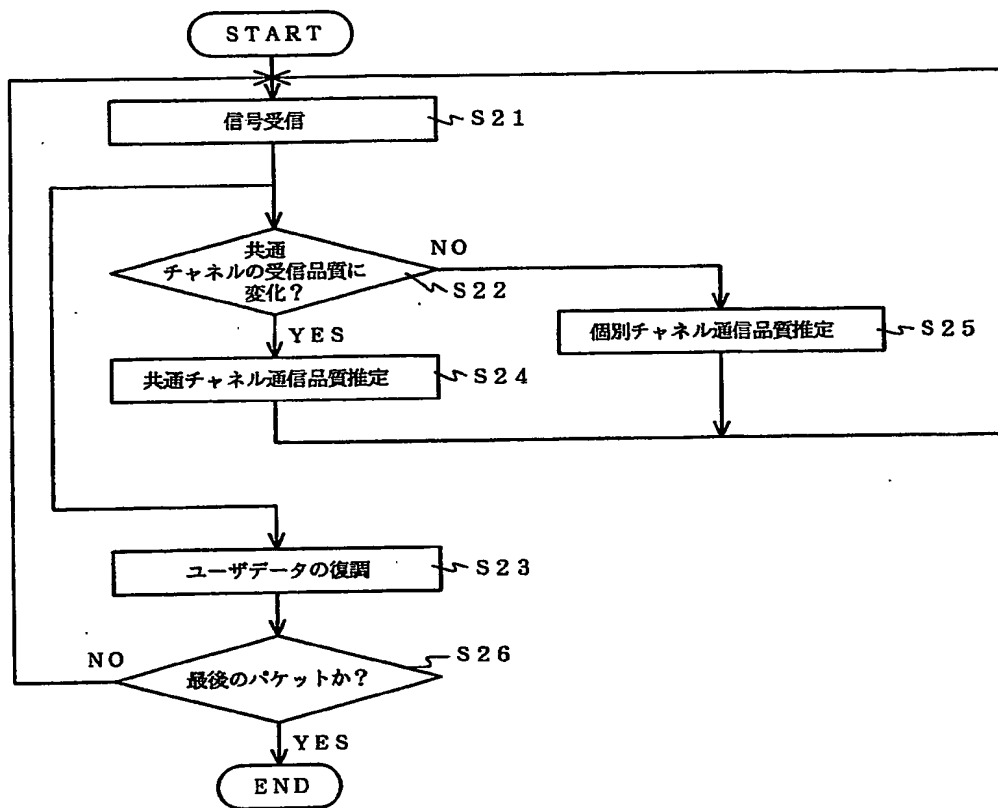 START
信号受信
S21
共通
チャネルの受信品質に
変化？
NO
S22
YES
個別チャネル通信品質推定
S25
共通チャネル通信品質推定
S24
ユーザデータの復調
S23
NO
最後のパケットか？
S26
YES
END